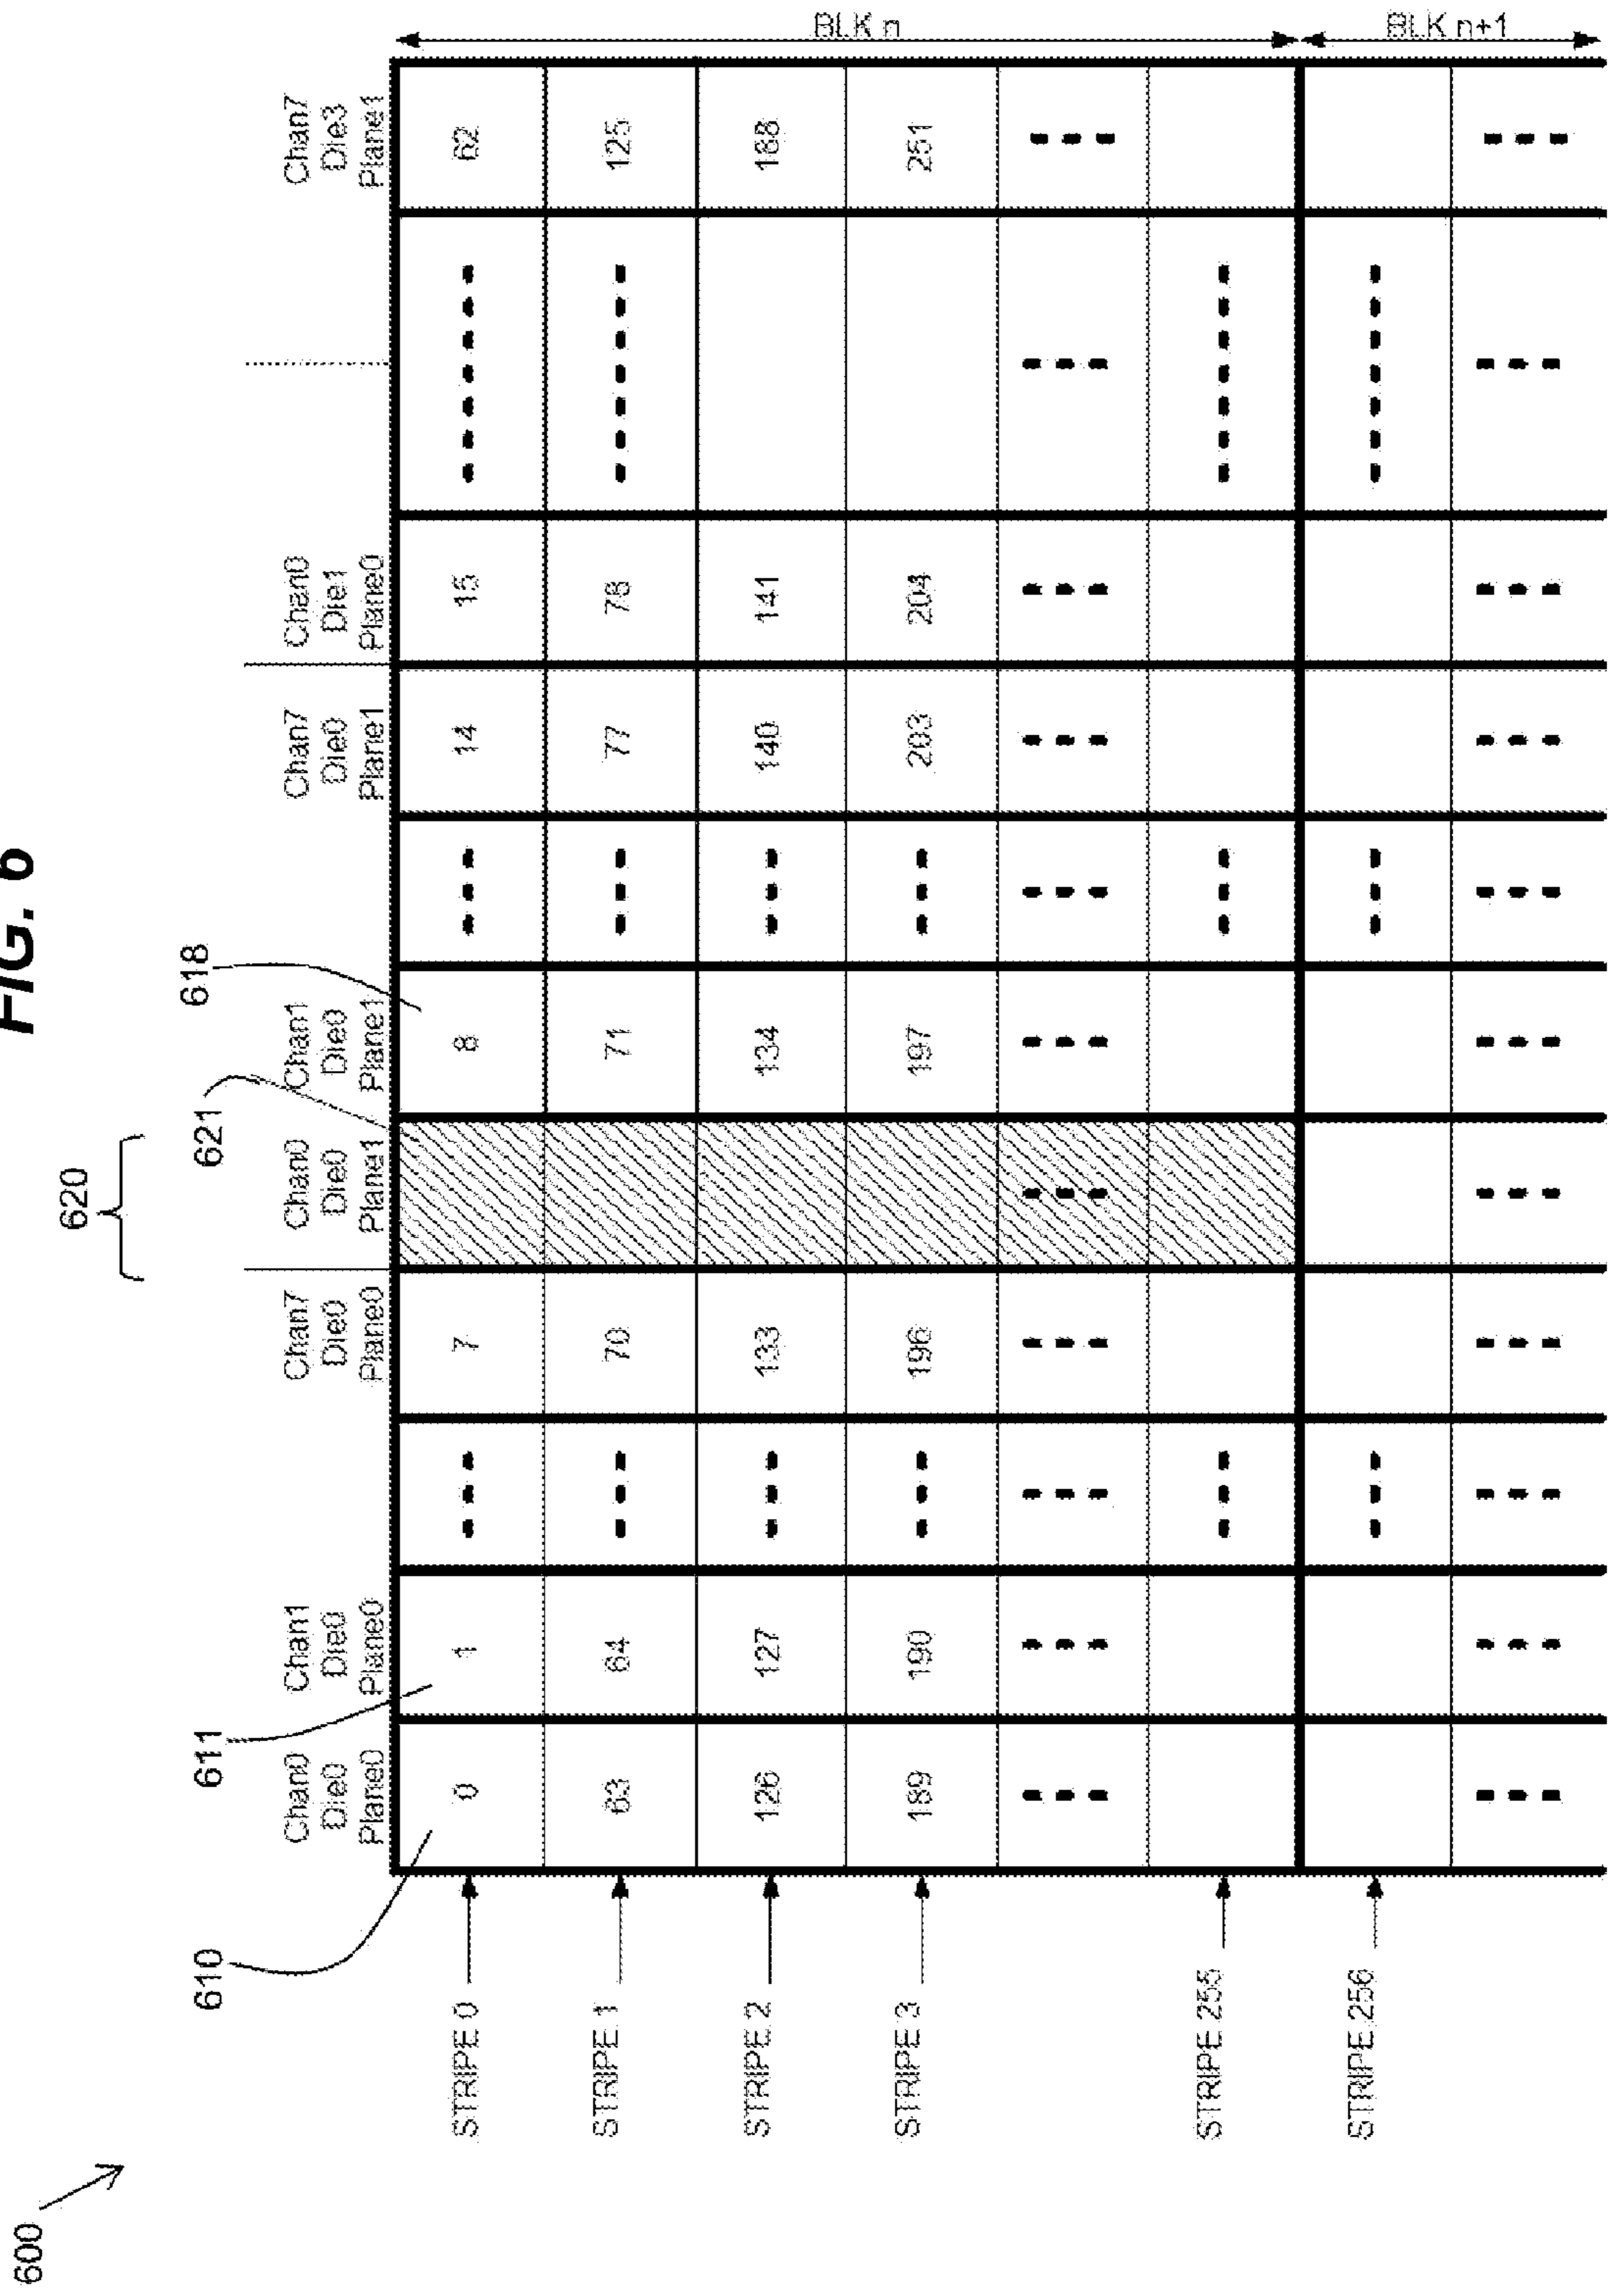 FIG. 6
600
620
610 611 621 618
Chan0 Die0 Plane0
Chan1 Die0 Plane0
Chan7 Die0 Plane0
Chan0 Die0 Plane1
Chan1 Die0 Plane1
Chan7 Die0 Plane1
Chan0 Die1 Plane0
Chan7 Die3 Plane1
STRIPE 0 0 1 7 8 14 15 62
STRIPE 1 63 64 70 71 77 78 125
STRIPE 2 126 127 133 134 140 141 188
STRIPE 3 189 190 196 197 203 204 251
STRIPE 255
STRIPE 256
BLK n
BLK n+1